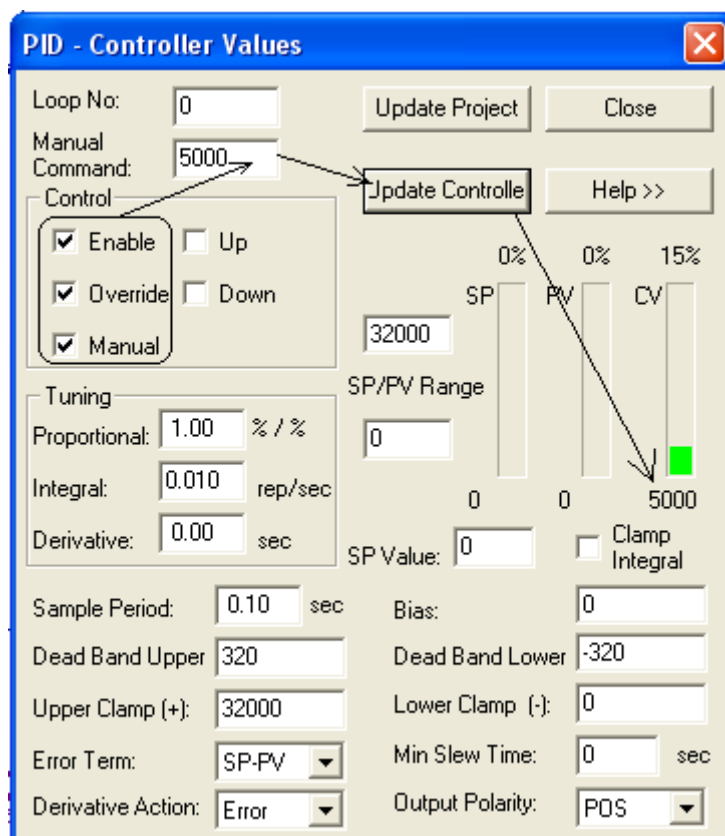 PID - Controller Values
Loop No: 0
Update Project Close
Manual Command: 5000
Update Controlle Help >>
Control
Enable Up
Override Down
Manual
0% 0% 15%
SP PV CV
32000
SP/PV Range
0
0 0 5000
Tuning
Proportional: 1.00 % / %
Integral: 0.010 rep/sec
Derivative: 0.00 sec
SP Value: 0
Clamp Integral
Sample Period: 0.10 sec
Bias: 0
Dead Band Upper 320
Dead Band Lower -320
Upper Clamp (+): 32000
Lower Clamp (-): 0
Error Term: SP-PV
Min Slew Time: 0 sec
Derivative Action: Error
Output Polarity: POS